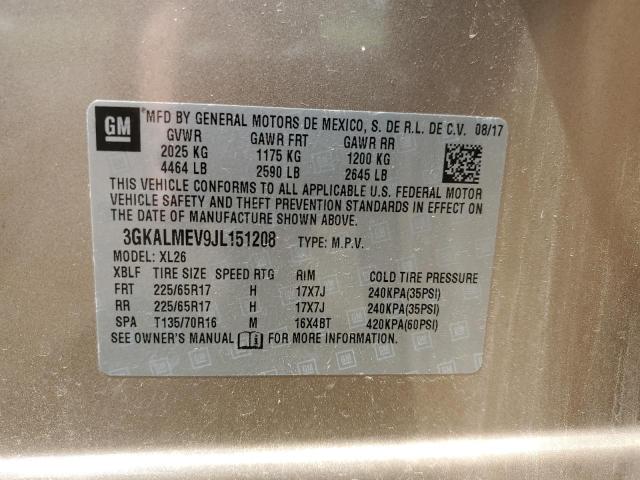 GM
*MFD BY GENERAL MOTORS DE MEXICO, S. DE R.L. DE C.V. 08/17
GVWR GAWR FRT GAWR RR
2025 KG 1175 KG 1200 KG
4464 LB 2590 LB 2645 LB
THIS VEHICLE CONFORMS TO ALL APPLICABLE U.S. FEDERAL MOTOR
VEHICLE SAFETY AND THEFT PREVENTION STANDARDS IN EFFECT ON
THE DATE OF MANUFACTURE SHOWN ABOVE.
3GKALMEV9JL151208 TYPE: M.P.V.
MODEL: XL26
XBLF TIRE SIZE SPEED RTG RIM COLD TIRE PRESSURE
FRT 225/65R17 H 17X7J 240KPA(35PSI)
RR 225/65R17 H 17X7J 240KPA(35PSI)
SPA T135/70R16 M 16X4BT 420KPA(60PSI)
SEE OWNER'S MANUAL FOR MORE INFORMATION.